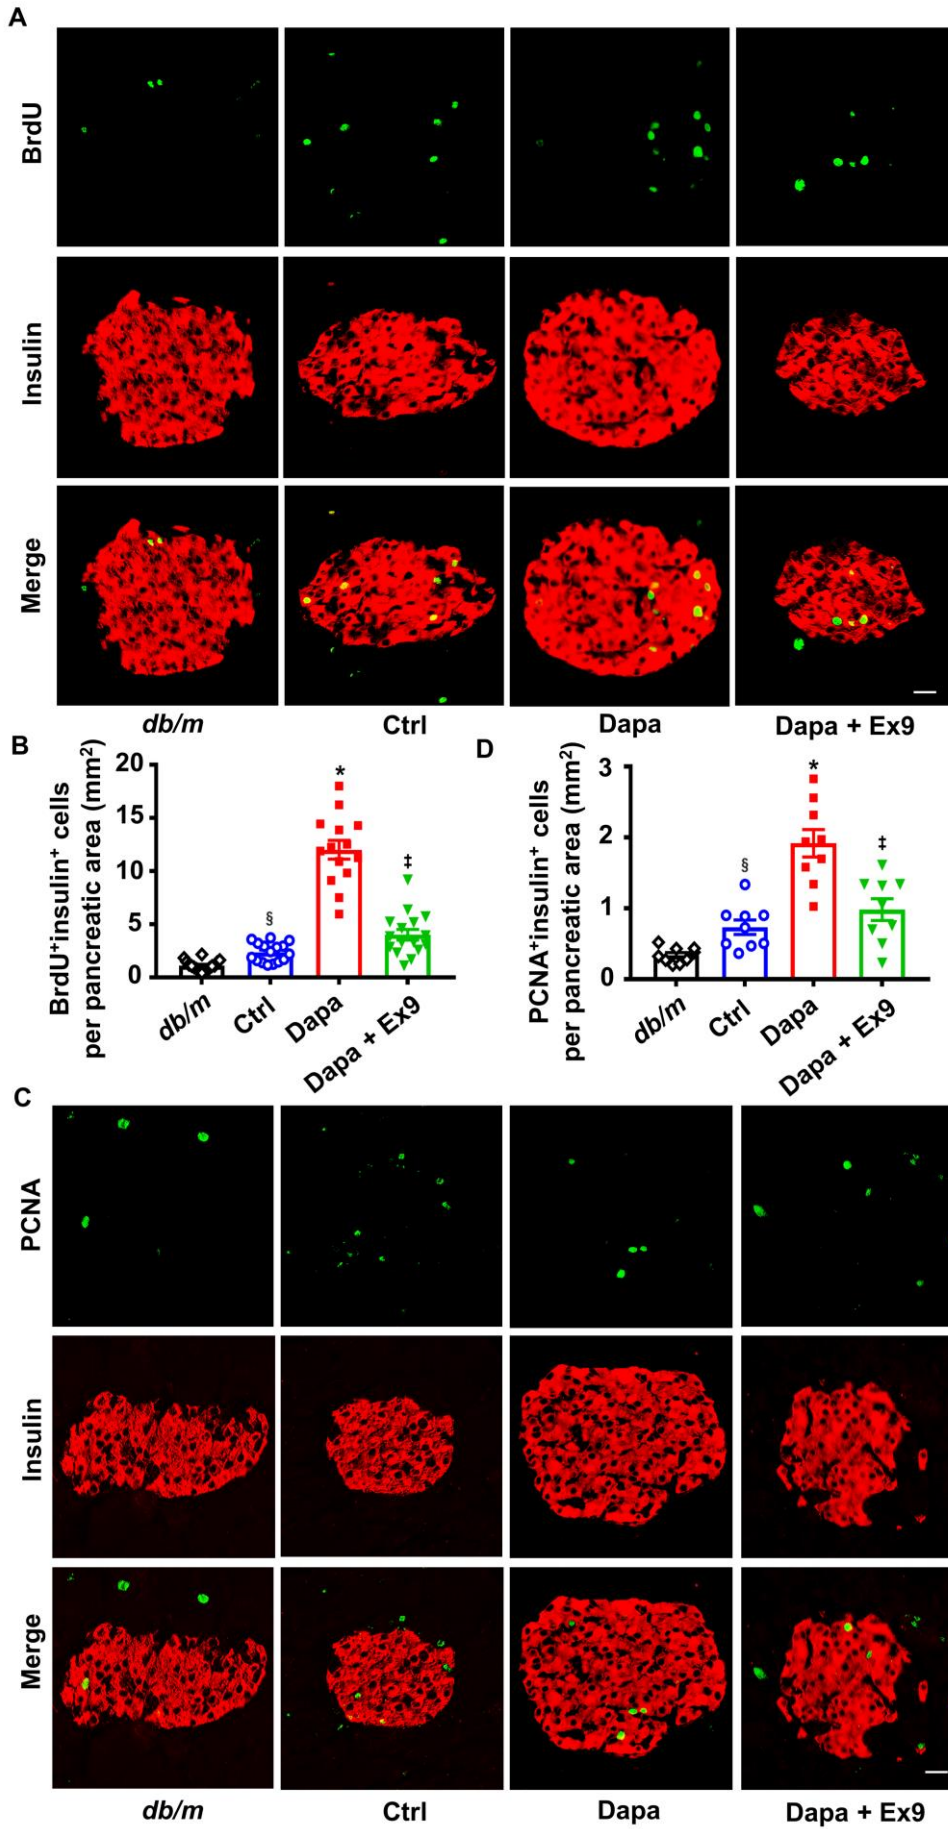 A
BrdU
Insulin
Merge
db/m Ctrl Dapa Dapa + Ex9
B
BrdU⁺insulin⁺ cells
per pancreatic area (mm²)
20
15
10
5
0
*
§
‡
db/m Ctrl Dapa Dapa + Ex9
D
PCNA⁺insulin⁺ cells
per pancreatic area (mm²)
3
2
1
0
*
§
‡
db/m Ctrl Dapa Dapa + Ex9
C
PCNA
Insulin
Merge
db/m Ctrl Dapa Dapa + Ex9